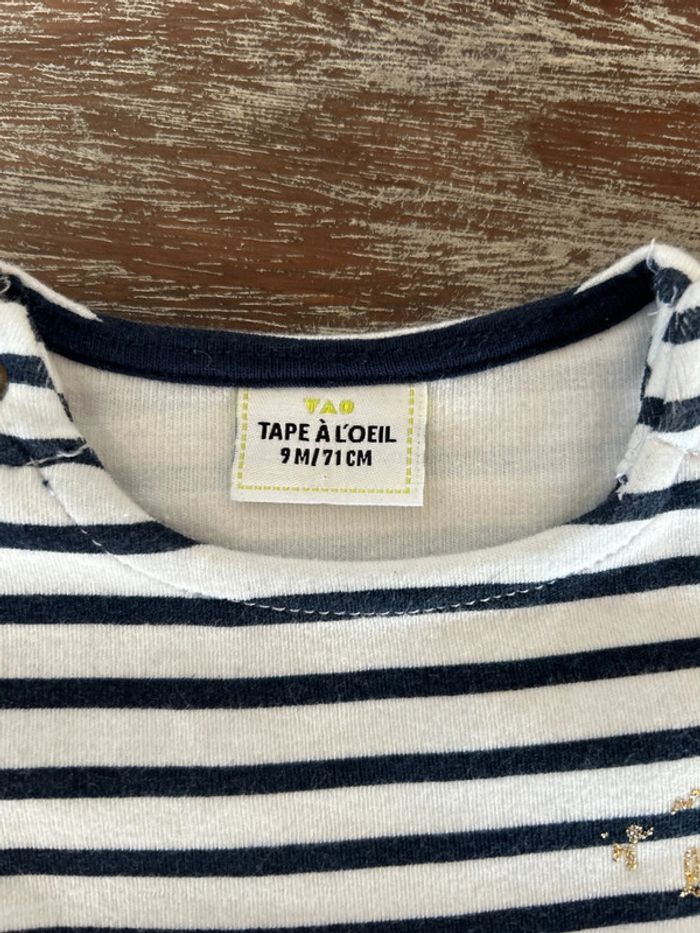 TAO
TAPE À L'OEIL
9 M/71 CM